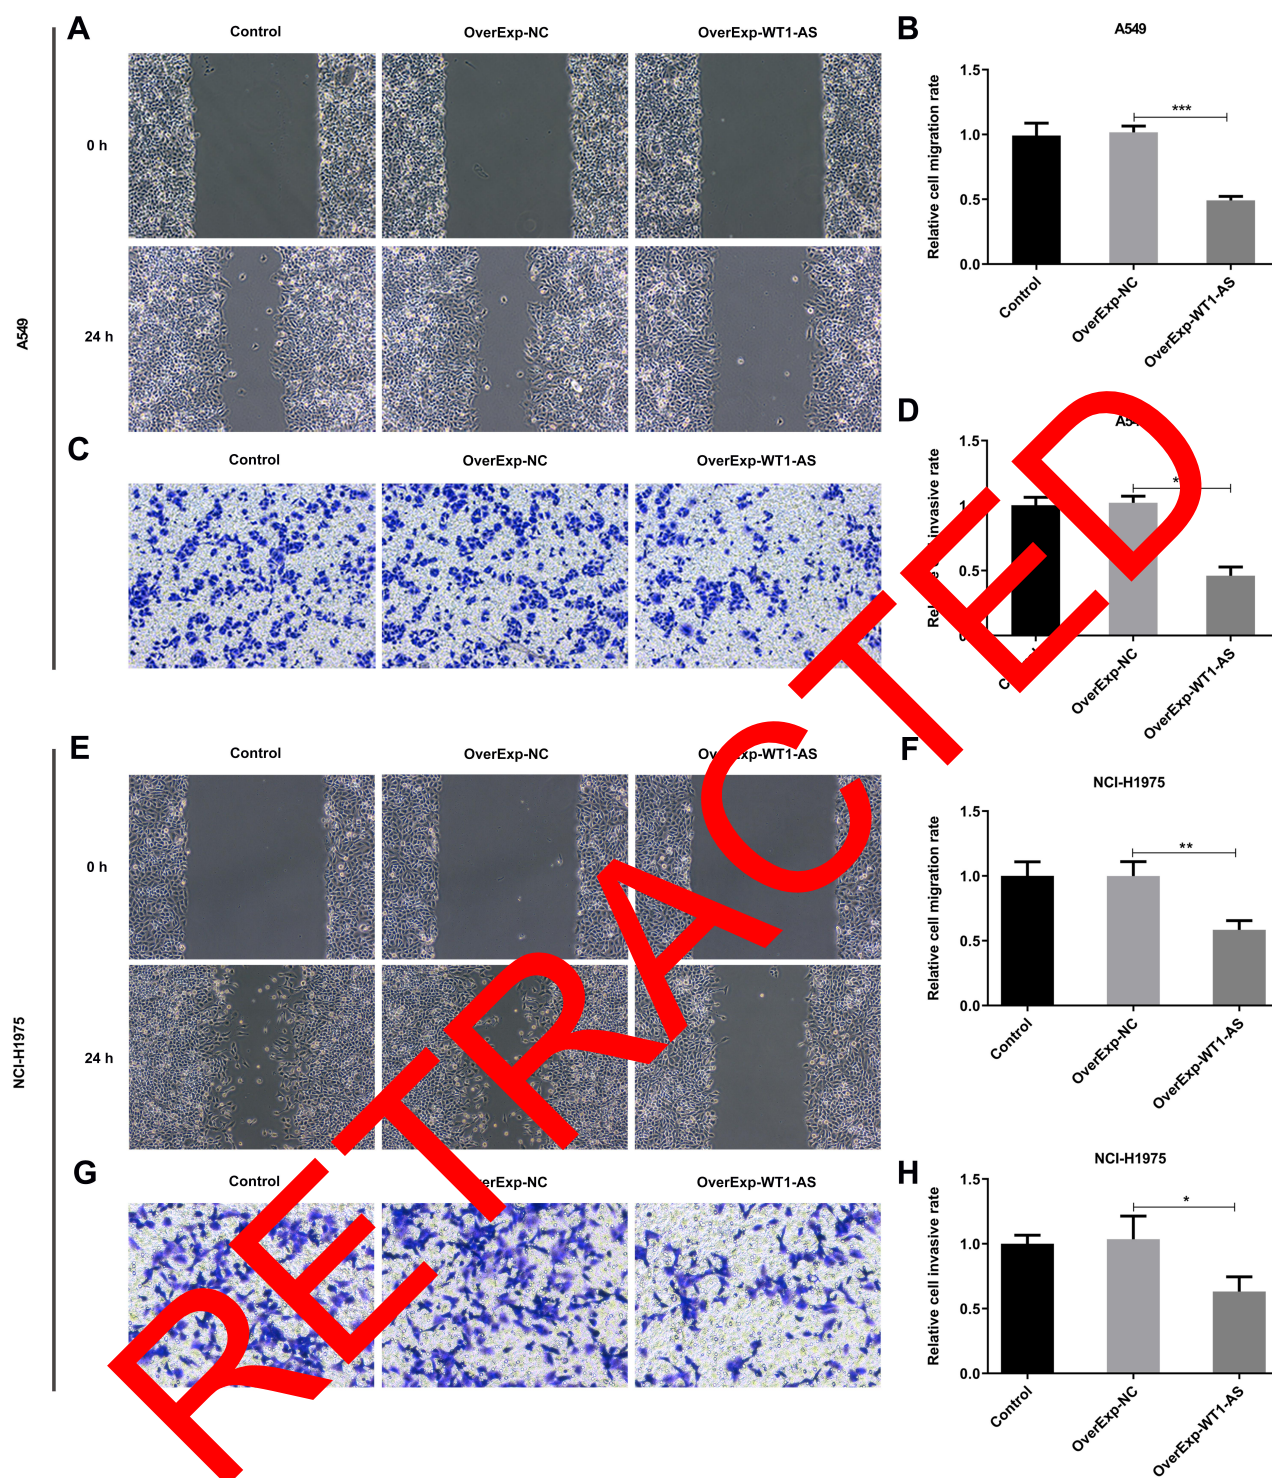 A
Control
OverExp-NC
OverExp-WT1-AS
0 h
24 h
A549
B
A549
Relative cell migration rate
1.5
1.0
0.5
0.0
***
Control
OverExp-NC
OverExp-WT1-AS
C
Control
OverExp-NC
OverExp-WT1-AS
D
1.5
0.5
invasive rate
OverExp-NC
OverExp-WT1-AS
E
Control
OverExp-NC
0 h
24 h
NCI-H1975
F
NCI-H1975
Relative cell migration rate
1.5
1.0
0.5
0.0
**
Control
OverExp-NC
OverExp-WT1-AS
G
Control
OverExp-WT1-AS
H
NCI-H1975
Relative cell invasive rate
1.5
1.0
0.5
0.0
*
Control
OverExp-NC
OverExp-WT1-AS
RETRACTED